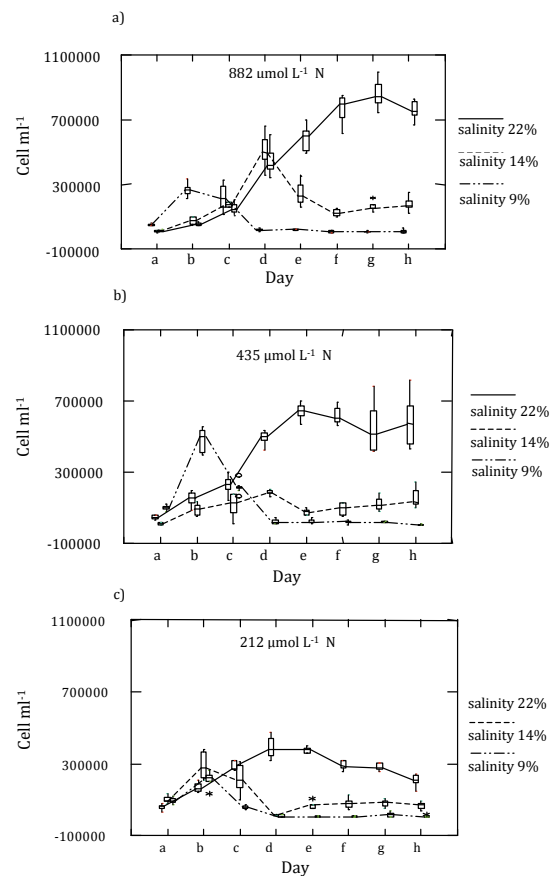 a)
1100000
882 μmol L⁻¹ N
700000
Cell ml⁻¹
300000
-100000
a b c d e f g h
Day
salinity 22%
salinity 14%
salinity 9%
b)
1100000
435 μmol L⁻¹ N
700000
Cell ml⁻¹
300000
-100000
a b c d e f g h
Day
salinity 22%
salinity 14%
salinity 9%
c)
1100000
212 μmol L⁻¹ N
700000
Cell ml⁻¹
300000
-100000
a b c d e f g h
Day
salinity 22%
salinity 14%
salinity 9%